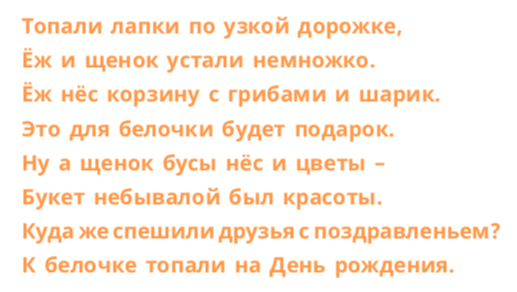 Топали лапки по узкой дорожке,
Ёж и щенок устали немножко.
Ёж нёс корзину с грибами и шарик.
Это для белочки будет подарок.
Ну а щенок бусы нёс и цветы –
Букет небывалой был красоты.
Куда же спешили друзья с поздравленьем?
К белочке топали на День рождения.